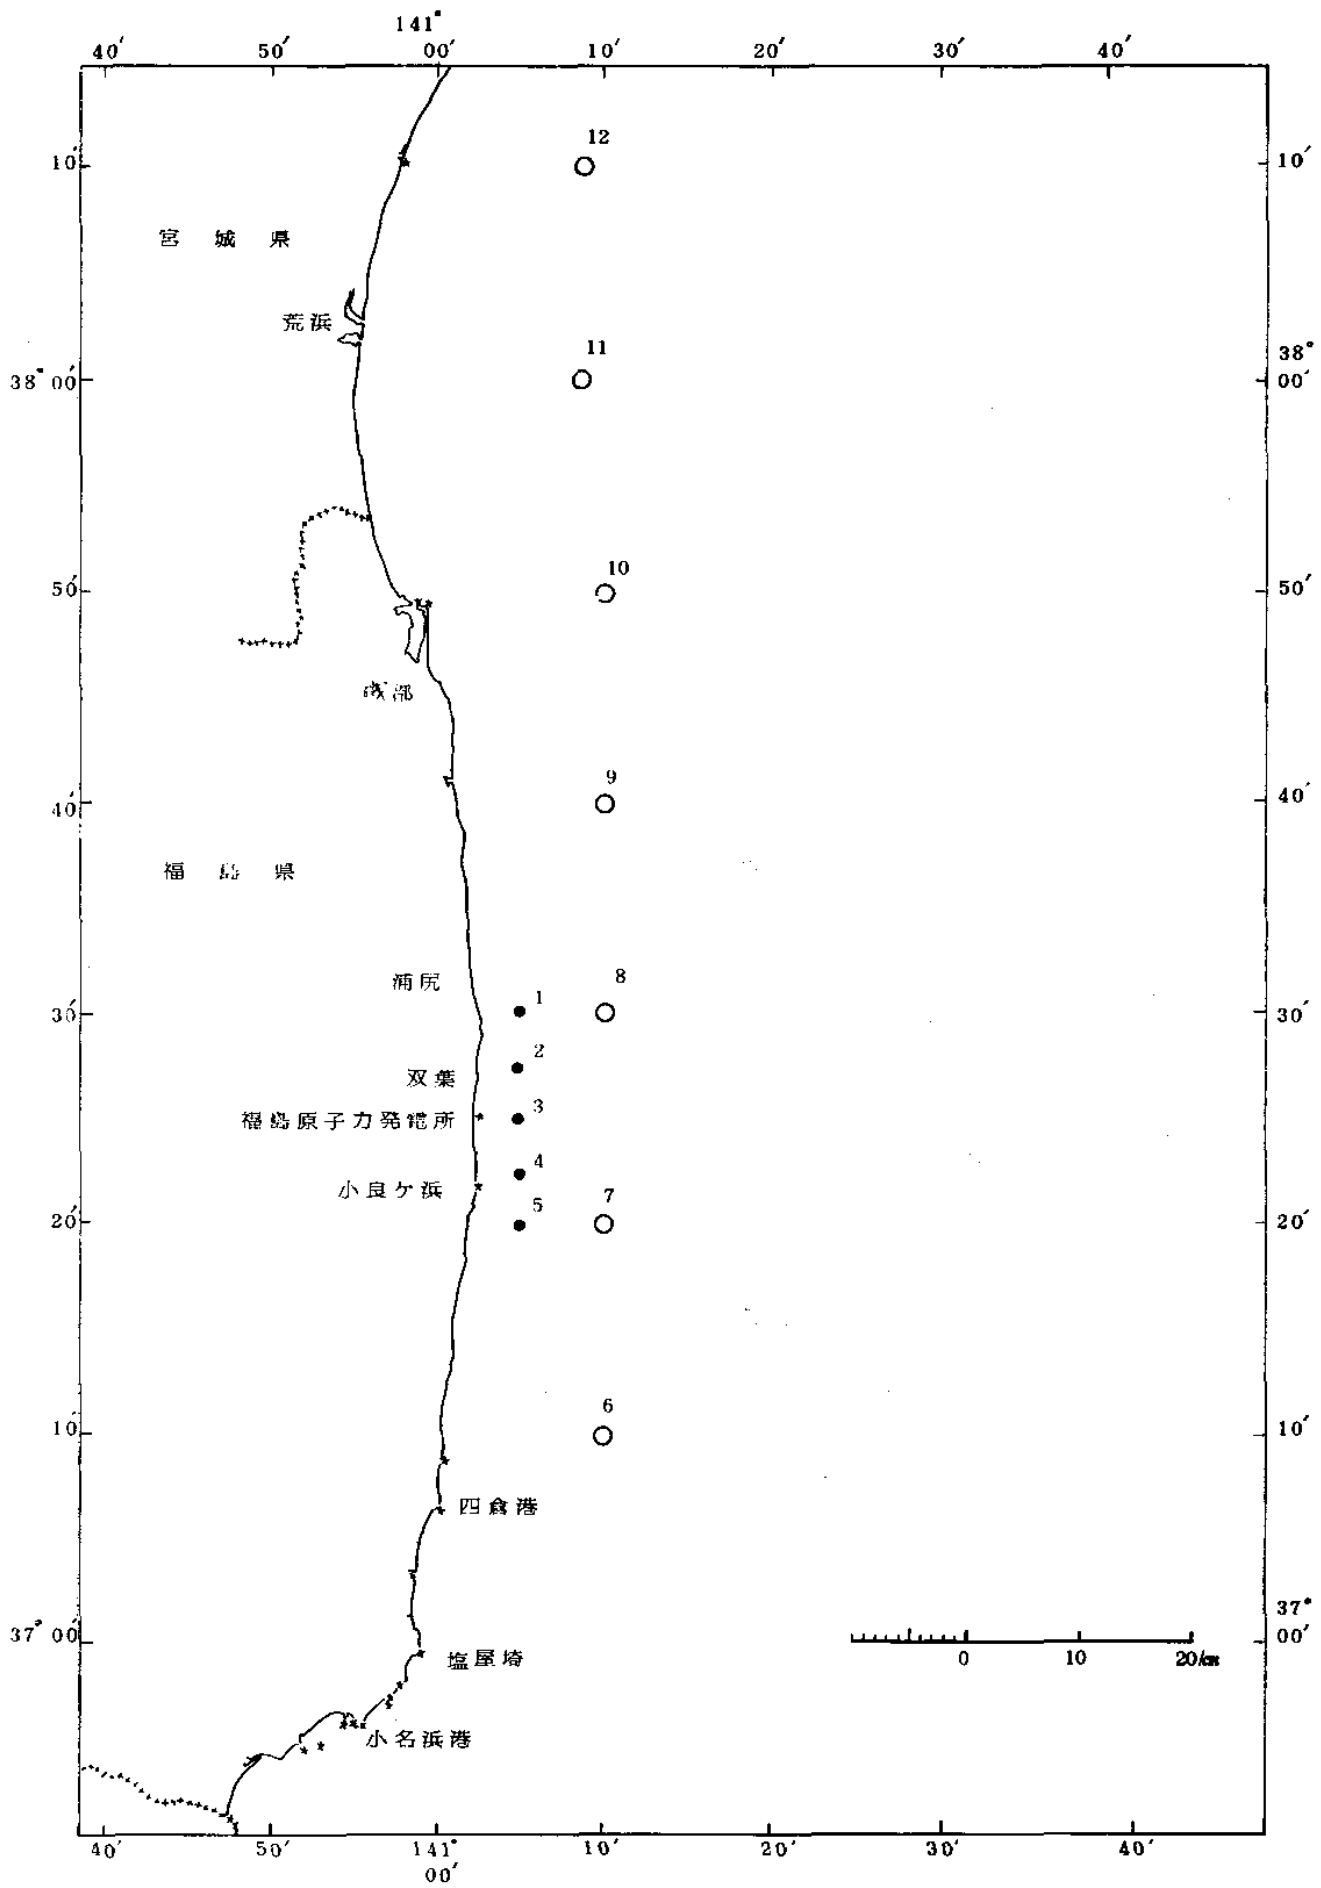 141°
40′ 50′ 00′ 10′ 20′ 30′ 40′
12
10′ 10′
宮城県
荒浜
11
38° 00′ 38° 00′
10
50′ 50′
磯部
9
40′ 40′
福島県
浦尻
8
1
30′ 30′
2
双葉
3
福島原子力発電所
4
小良ケ浜
7
5
20′ 20′
6
10′ 10′
四倉港
37° 00′ 37° 00′
塩屋埼
0 10 20km
小名浜港
40′ 50′ 141° 00′ 10′ 20′ 30′ 40′